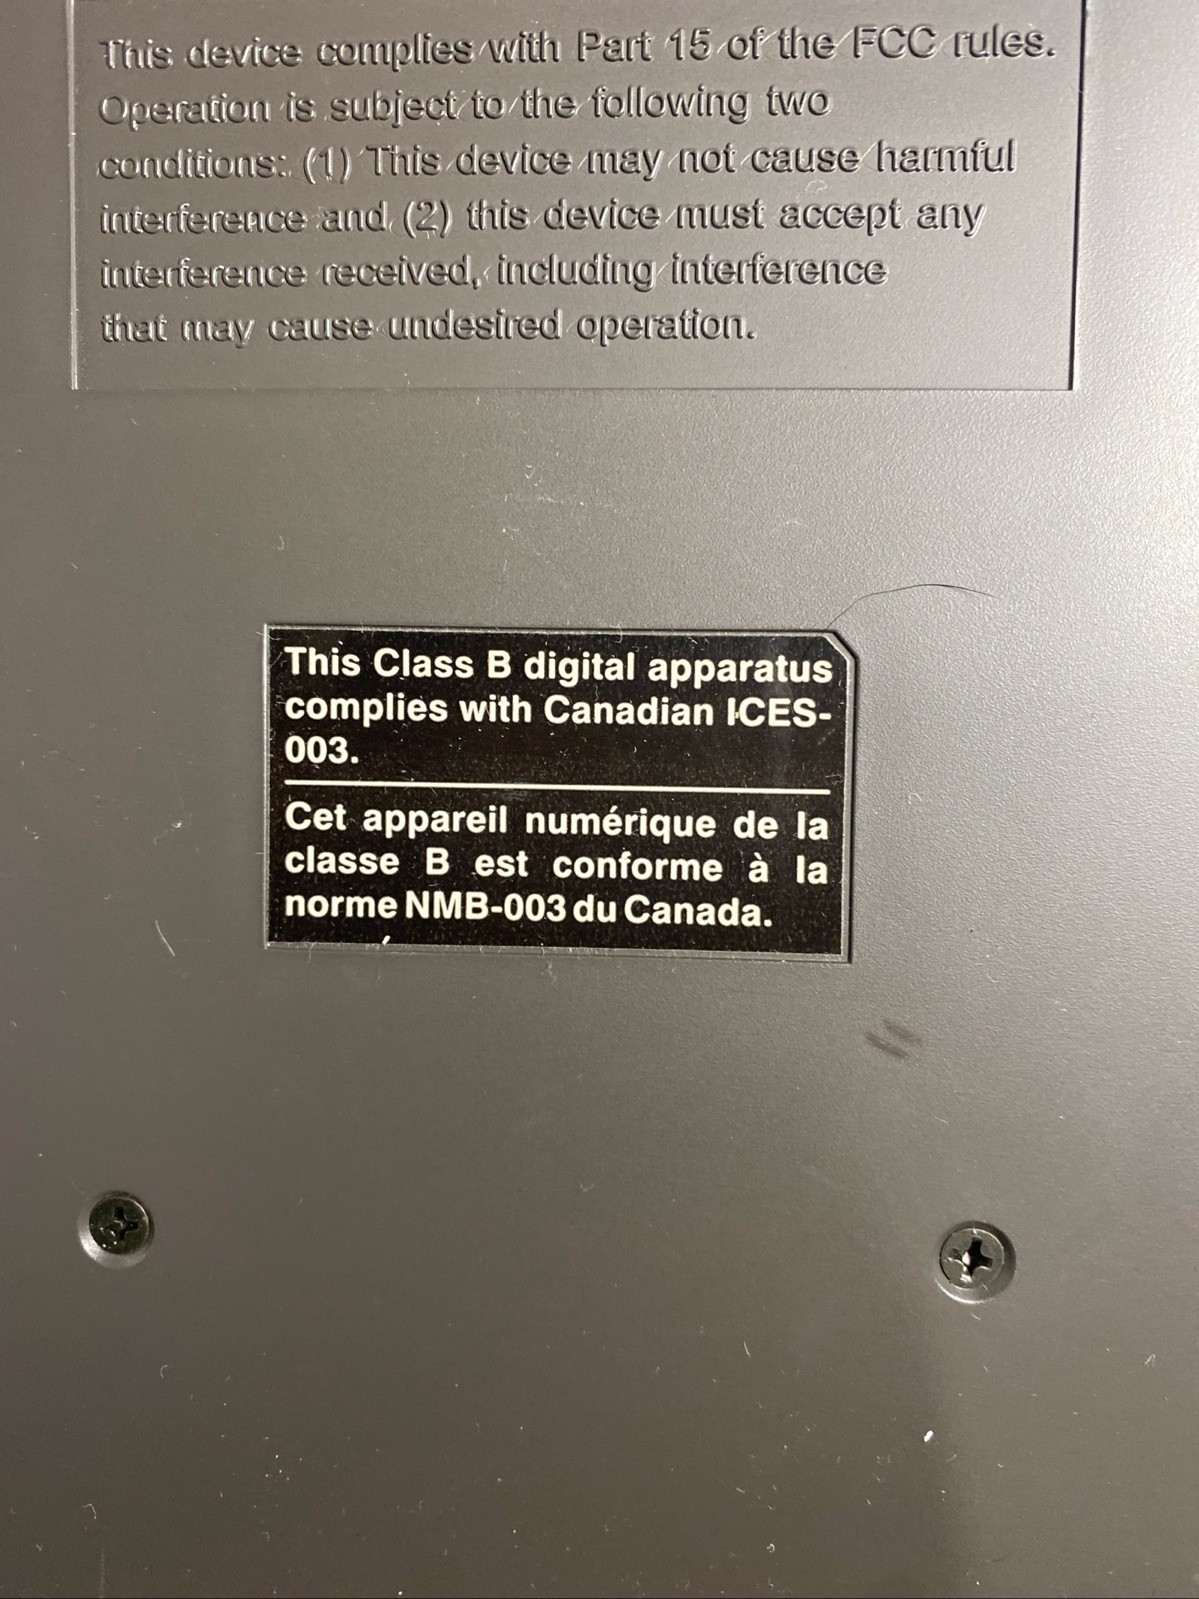 This device complies with Part 15 of the FCC rules.
Operation is subject to the following two
conditions: (1) This device may not cause harmful
interference and (2) this device must accept any
interference received, including interference
that may cause undesired operation.
This Class B digital apparatus
complies with Canadian ICES-
003.
Cet appareil numérique de la
classe B est conforme à la
norme NMB-003 du Canada.